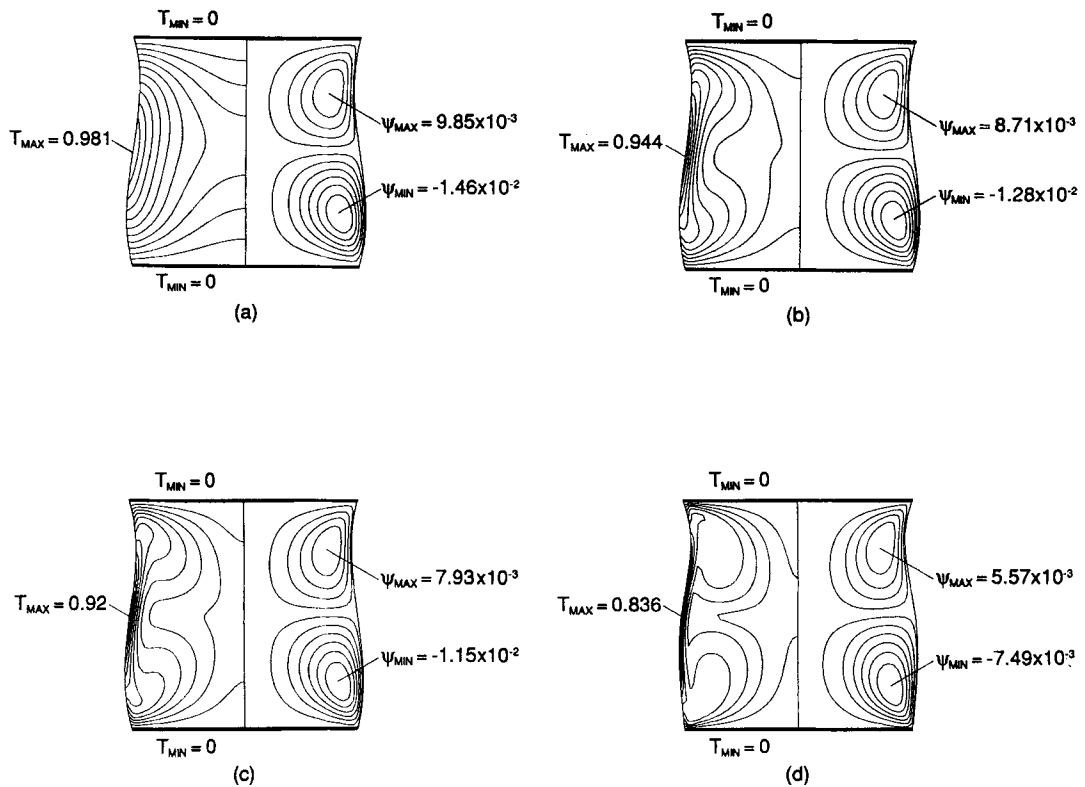 T_MIN = 0
T_MAX = 0.981
ψ_MAX = 9.85x10⁻³
ψ_MIN = -1.46x10⁻²
T_MIN = 0
(a)
T_MIN = 0
T_MAX = 0.944
ψ_MAX = 8.71x10⁻³
ψ_MIN = -1.28x10⁻²
T_MIN = 0
(b)
T_MIN = 0
T_MAX = 0.92
ψ_MAX = 7.93x10⁻³
ψ_MIN = -1.15x10⁻²
T_MIN = 0
(c)
T_MIN = 0
T_MAX = 0.836
ψ_MAX = 5.57x10⁻³
ψ_MIN = -7.49x10⁻³
T_MIN = 0
(d)